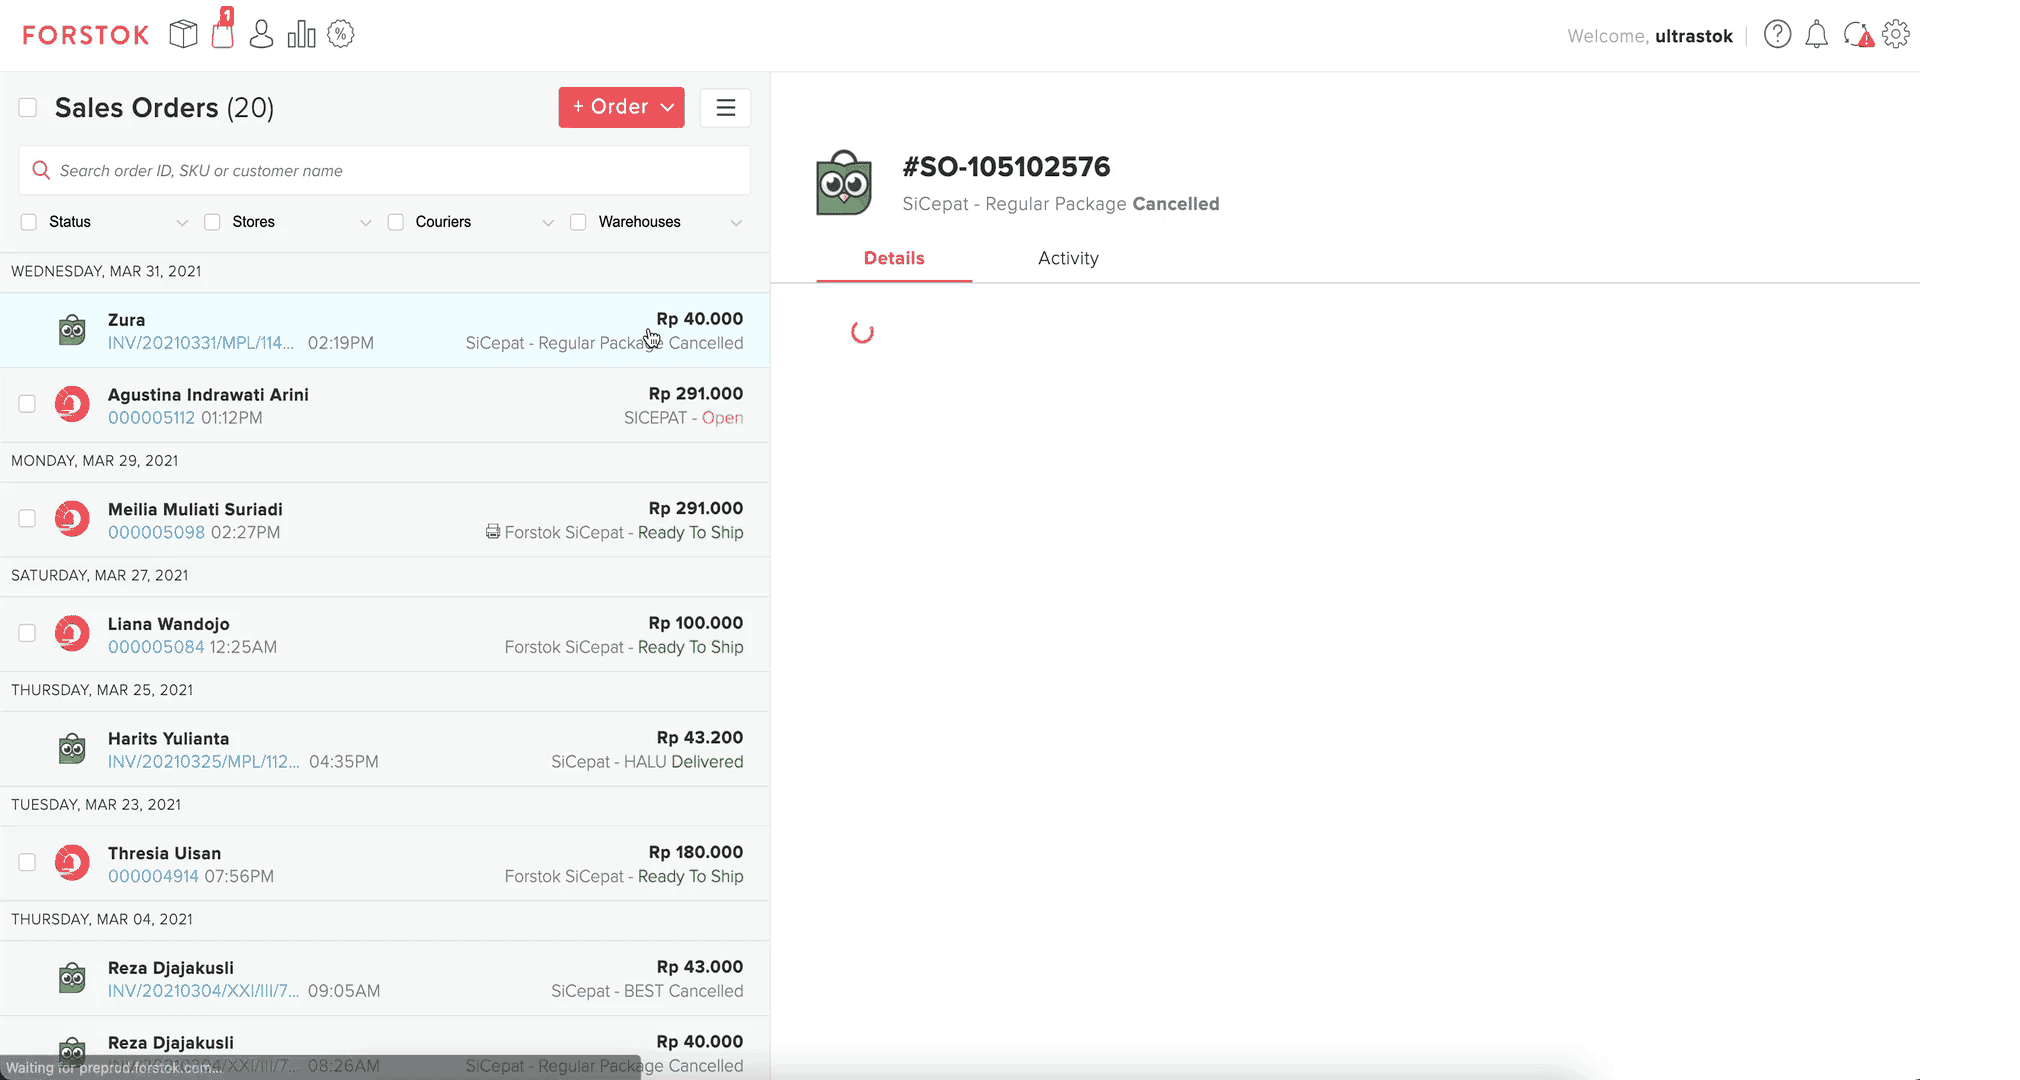 FORSTOK
1
%
Welcome, ultrastok
?
Sales Orders (20)
+ Order
Search order ID, SKU or customer name
Status
Stores
Couriers
Warehouses
WEDNESDAY, MAR 31, 2021
Zura
Rp 40.000
INV/20210331/MPL/114... 02:19PM
SiCepat - Regular Package Cancelled
Agustina Indrawati Arini
Rp 291.000
000005112 01:12PM
SICEPAT - Open
MONDAY, MAR 29, 2021
Meilia Muliati Suriadi
Rp 291.000
000005098 02:27PM
Forstok SiCepat - Ready To Ship
SATURDAY, MAR 27, 2021
Liana Wandojo
Rp 100.000
000005084 12:25AM
Forstok SiCepat - Ready To Ship
THURSDAY, MAR 25, 2021
Harits Yulianta
Rp 43.200
INV/20210325/MPL/112... 04:35PM
SiCepat - HALU Delivered
TUESDAY, MAR 23, 2021
Thresia Uisan
Rp 180.000
000004914 07:56PM
Forstok SiCepat - Ready To Ship
THURSDAY, MAR 04, 2021
Reza Djajakusli
Rp 43.000
INV/20210304/XXI/III/7... 09:05AM
SiCepat - BEST Cancelled
Reza Djajakusli
Rp 40.000
INV/20210304/XXI/III/7... 08:26AM
SiCepat - Regular Package Cancelled
Waiting for preprod.forstok.com...
#SO-105102576
SiCepat - Regular Package Cancelled
Details
Activity